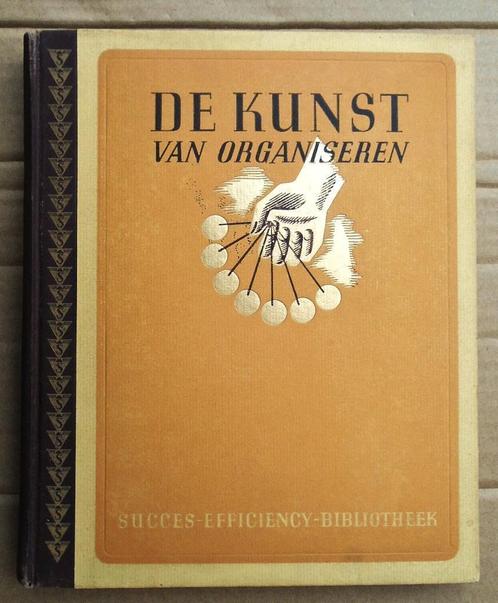 DE KUNST
VAN ORGANISEREN
SUCCES-EFFICIENCY-BIBLIOTHEEK